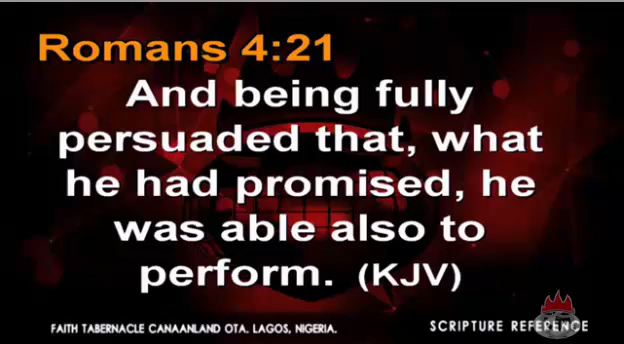 Romans 4:21
And being fully
persuaded that, what
he had promised, he
was able also to
perform. (KJV)
FAITH TABERNACLE CANAANLAND OTA. LAGOS, NIGERIA.
SCRIPTURE REFERENCE